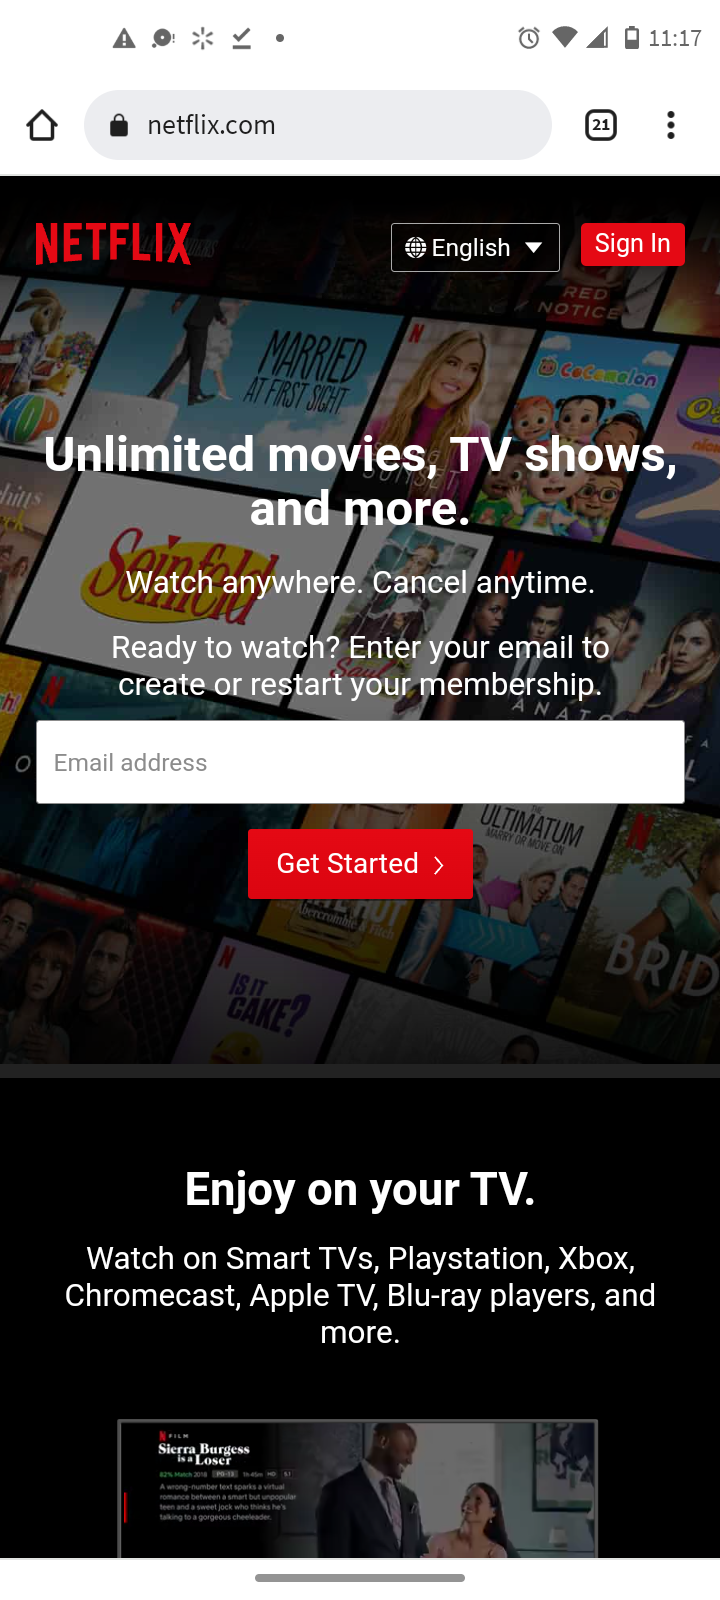 11:17
netflix.com
21
NETFLIX
English
Sign In
RED
NOTICE
MARRIED
AT FIRST SIGHT
CoComelon
HOP
Unlimited movies, TV shows,
and more.
Seinfeld
Watch anywhere. Cancel anytime.
Ready to watch? Enter your email to
create or restart your membership.
Email address
THE
ULTIMATUM
MARRY OR MOVE ON
Get Started
Abercrombie & Fitch
BRID
IS IT
CAKE?
Enjoy on your TV.
Watch on Smart TVs, Playstation, Xbox,
Chromecast, Apple TV, Blu-ray players, and
more.
N FILM
Sierra Burgess
is a Loser
82% Match 2018 PG-13 1h45m HD 5.1
A wrong-number text sparks a virtual
romance between a smart but unpopular
teen and a sweet jock who thinks he's
talking to a gorgeous cheeleader.